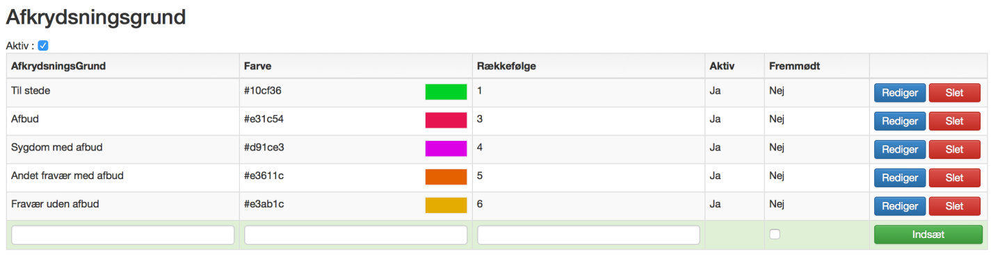 Afkrydsningsgrund
Aktiv :
AfkrydsningsGrund Farve Rækkefølge Aktiv Fremmødt
Til stede #10cf36 1 Ja Nej Rediger Slet
Afbud #e31c54 3 Ja Nej Rediger Slet
Sygdom med afbud #d91ce3 4 Ja Nej Rediger Slet
Andet fravær med afbud #e3611c 5 Ja Nej Rediger Slet
Fravær uden afbud #e3ab1c 6 Ja Nej Rediger Slet
Indsæt